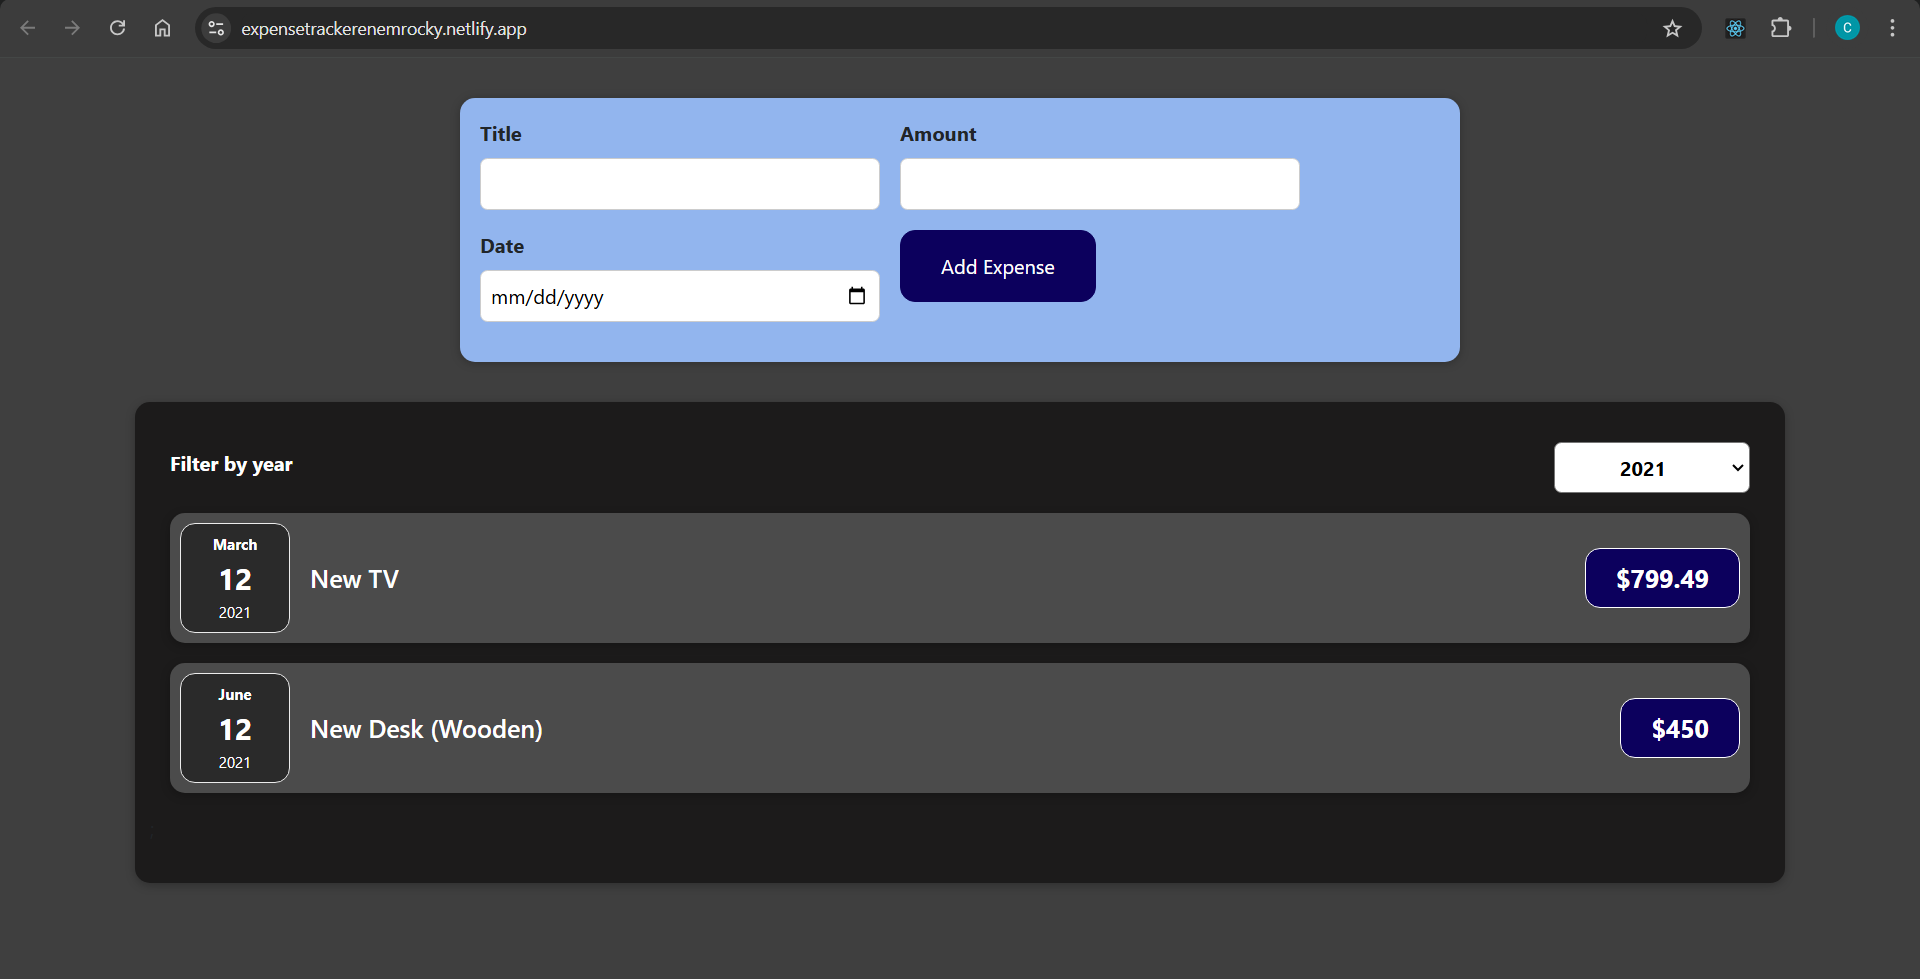 expensetrackerenemrocky.netlify.app
C
Title
Amount
Date
mm/dd/yyyy
Add Expense
Filter by year
2021
March
12
2021
New TV
$799.49
June
12
2021
New Desk (Wooden)
$450